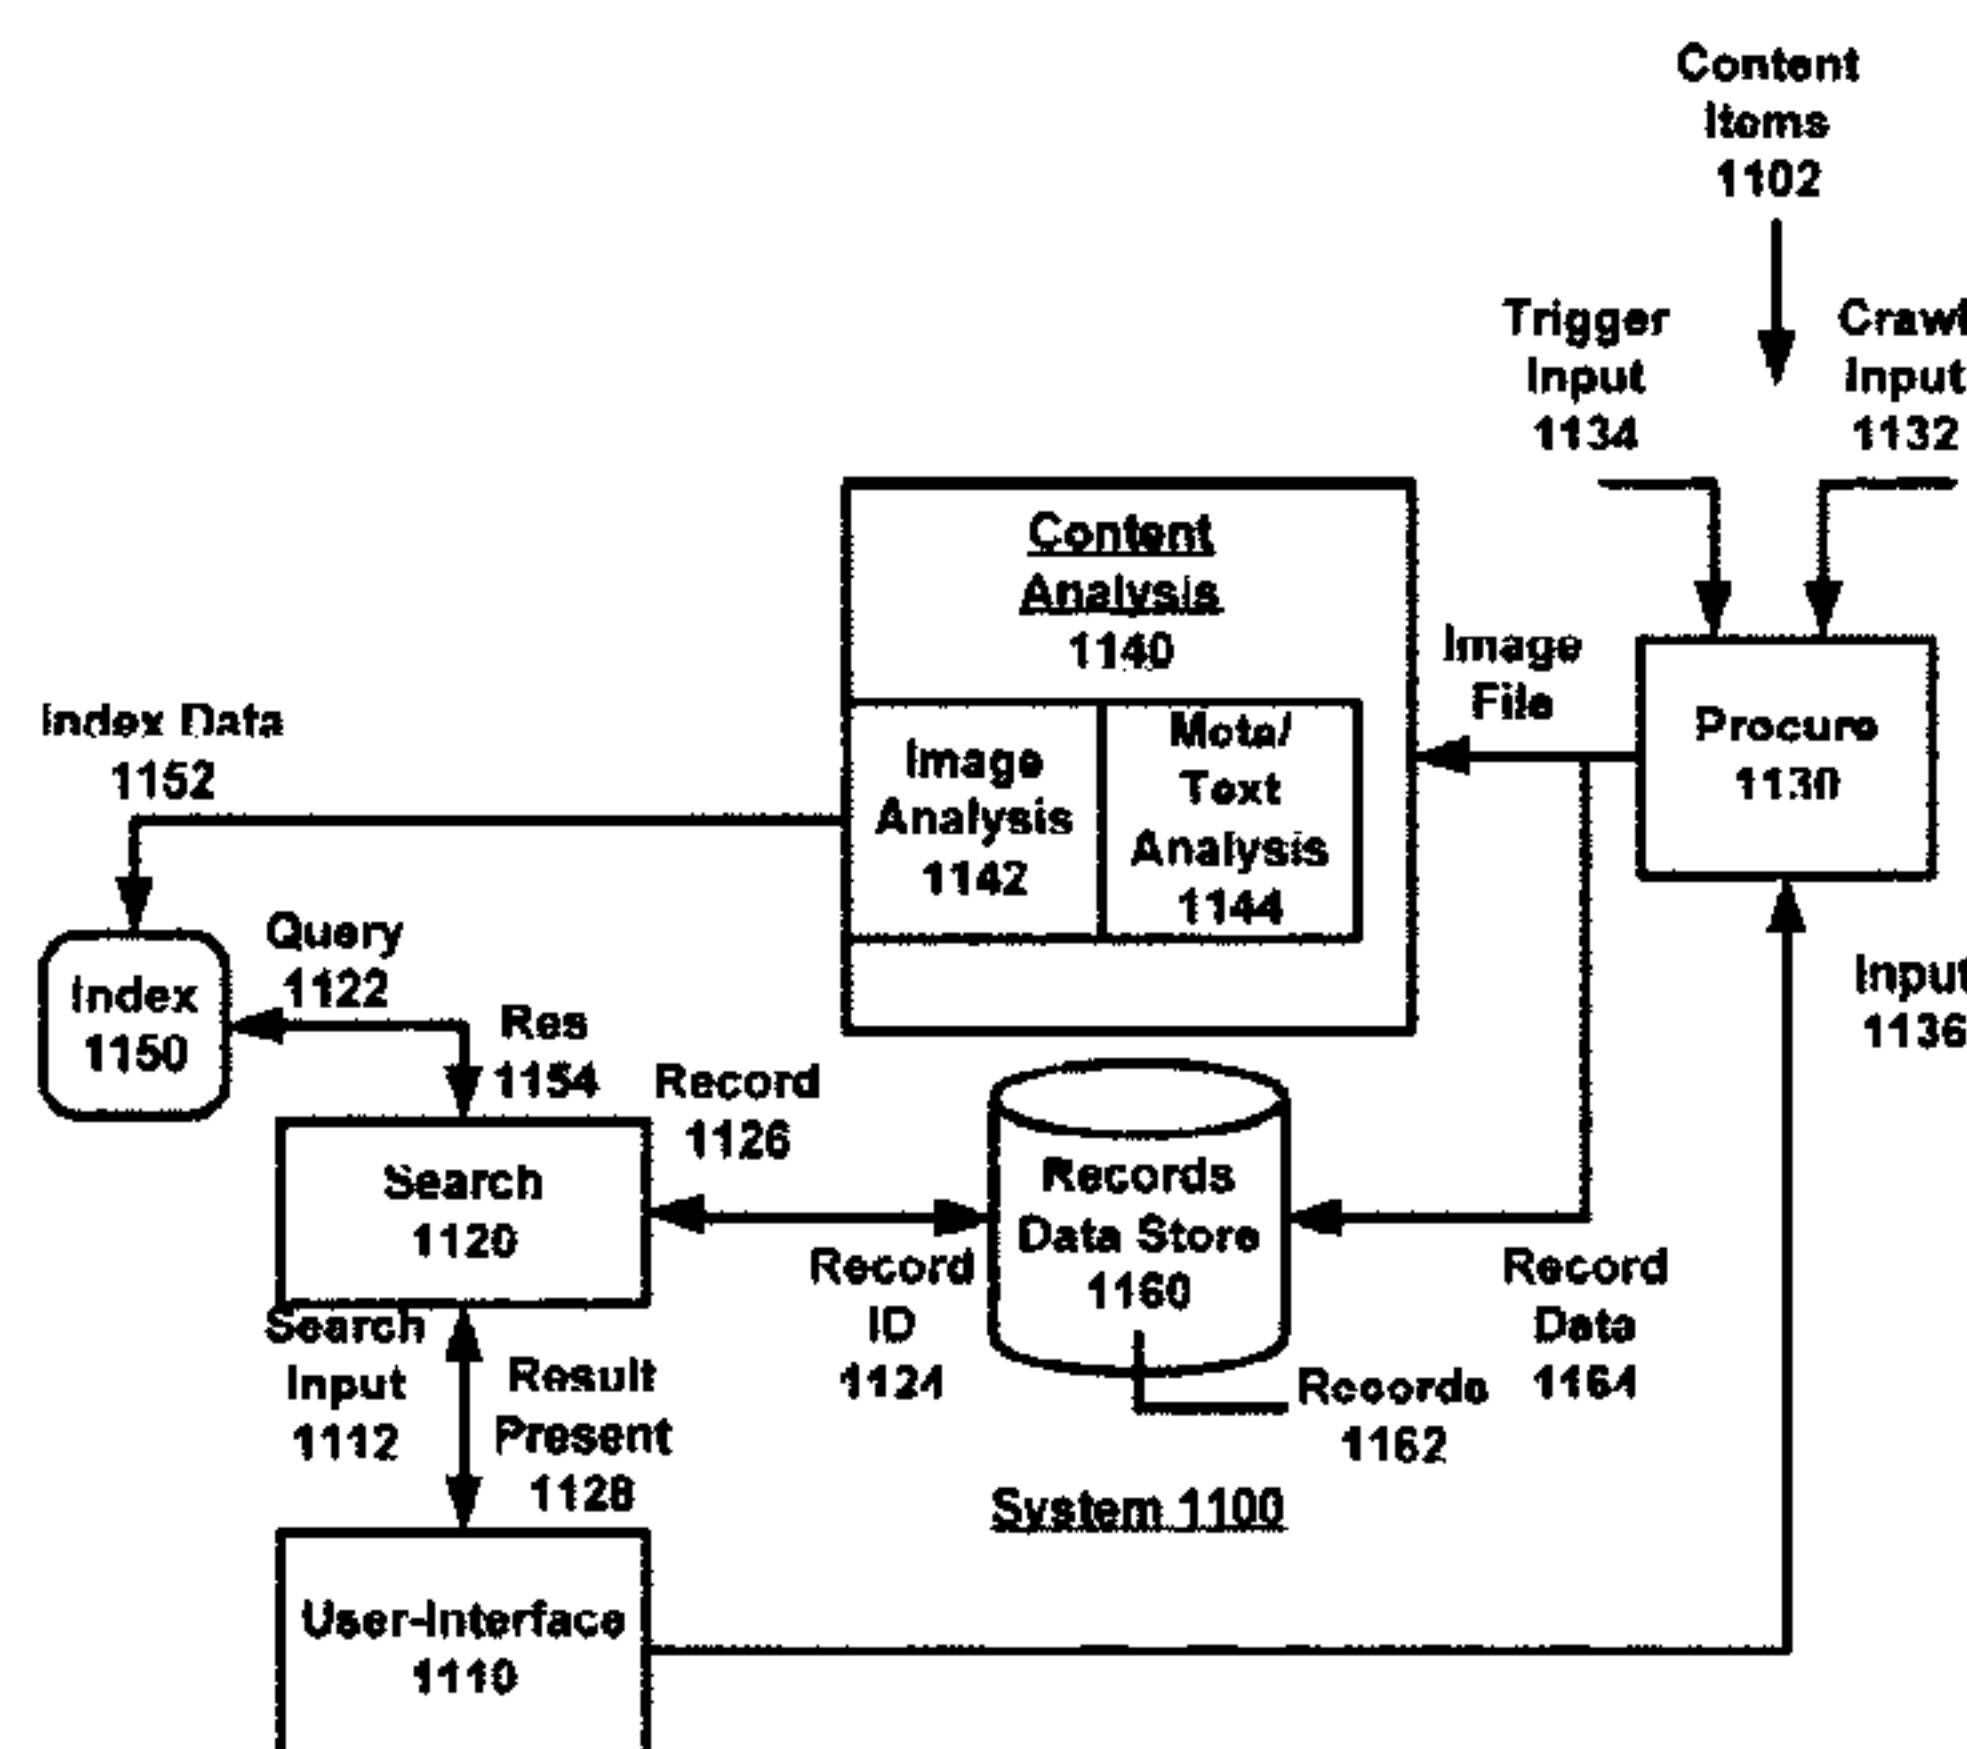 Content
Items
1102
Trigger
Input
1134
Crawl
Input
1132
Content
Analysis
1140
Image
File
Procure
1130
Index Data
1152
Image
Analysis
1142
Meta/
Text
Analysis
1144
Index
1150
Query
1122
Res
1154
Record
1126
Input
1136
Search
1120
Records
Data Store
1160
Record
ID
1124
Record
Data
1164
Search
Input
1112
Result
Present
1128
Records
1162
System 1100
User-Interface
1110